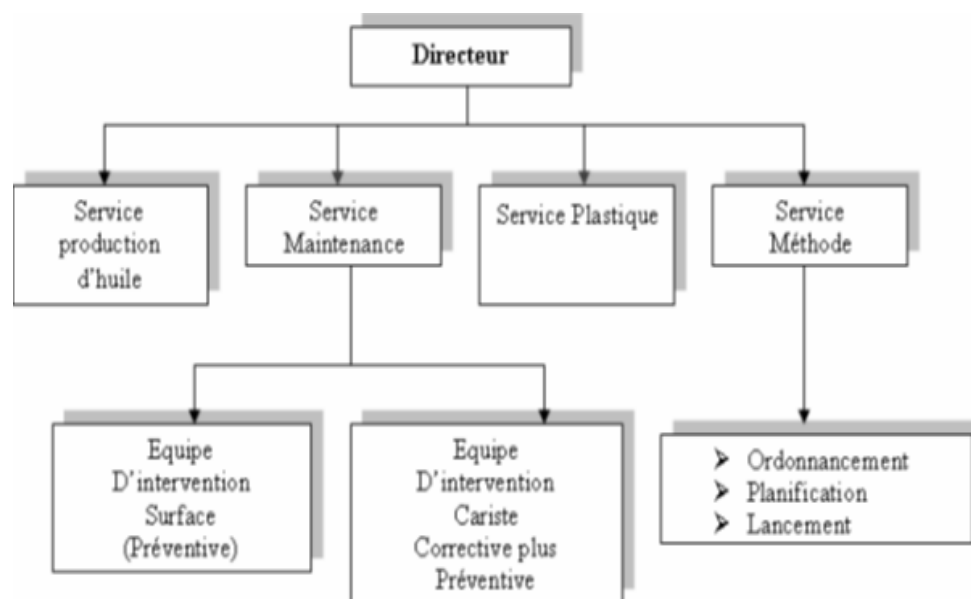 Directeur
Service
production
d'huile
Service
Maintenance
Service Plastique
Service
Méthode
Equipe
D'intervention
Surface
(Préventive)
Equipe
D'intervention
Cariste
Corrective plus
Préventive
➢ Ordonnancement
➢ Planification
➢ Lancement